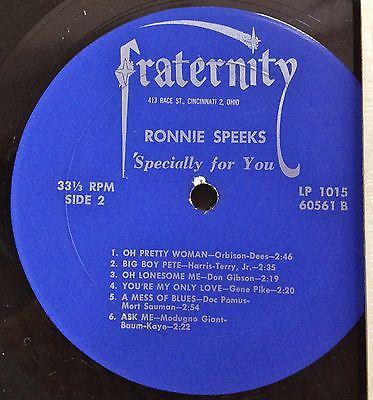 Fraternity
413 RACE ST., CINCINNATI 2, OHIO
RONNIE SPEEKS
'Specially for You
33⅓ RPM
SIDE 2
LP 1015
60561 B
1. OH PRETTY WOMAN—Orbison-Dees—2:46
2. BIG BOY PETE—Harris-Terry, Jr.—2:35
3. OH LONESOME ME—Don Gibson—2:19
4. YOU'RE MY ONLY LOVE—Gene Pike—2:20
5. A MESS OF BLUES—Doc Pomus-
Mort Sauman—2:54
6. ASK ME—Modugno Giant-
Baum-Kaye—2:22